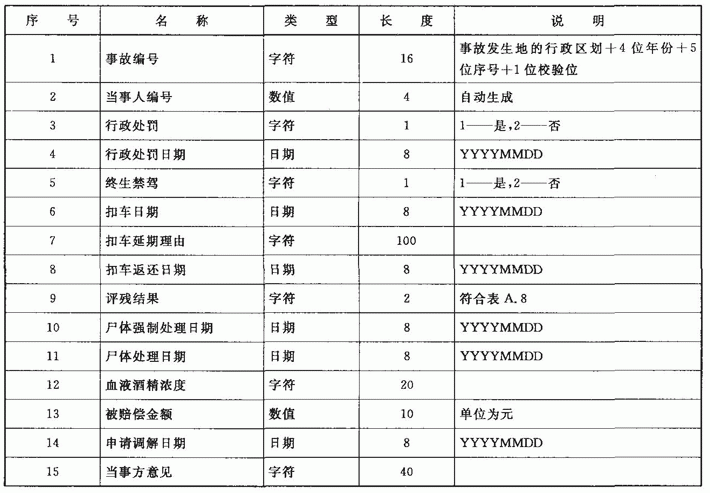 序 号 名 称 类 型 长 度 说 明
1 事故编号 字符 16 事故发生地的行政区划＋4 位年份＋5
位序号＋1 位校验位
2 当事人编号 数值 4 自动生成
3 行政处罚 字符 1 1——是,2——否
4 行政处罚日期 日期 8 YYYYMMDD
5 终生禁驾 字符 1 1——是,2——否
6 扣车日期 日期 8 YYYYMMDD
7 扣车延期理由 字符 100
8 扣车返还日期 日期 8 YYYYMMDD
9 评残结果 字符 2 符合表 A.8
10 尸体强制处理日期 日期 8 YYYYMMDD
11 尸体处理日期 日期 8 YYYYMMDD
12 血液酒精浓度 字符 20
13 被赔偿金额 数值 10 单位为元
14 申请调解日期 日期 8 YYYYMMDD
15 当事方意见 字符 40